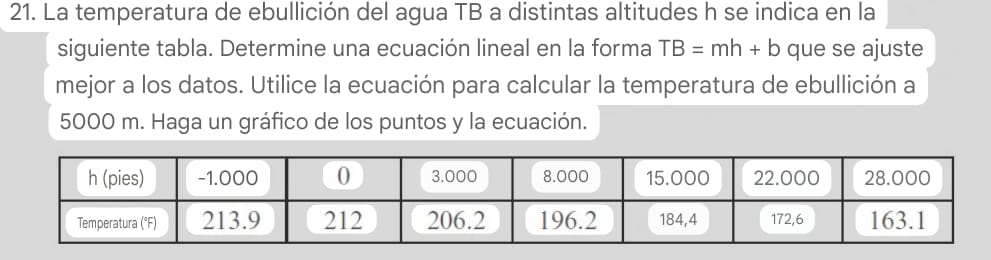 21. La temperatura de ebullición del agua TB a distintas altitudes h se indica en la
siguiente tabla. Determine una ecuación lineal en la forma TB = mh + b que se ajuste
mejor a los datos. Utilice la ecuación para calcular la temperatura de ebullición a
5000 m. Haga un gráfico de los puntos y la ecuación.
h (pies) -1.000 0 3.000 8.000 15.000 22.000 28.000
Temperatura (°F) 213.9 212 206.2 196.2 184,4 172,6 163.1